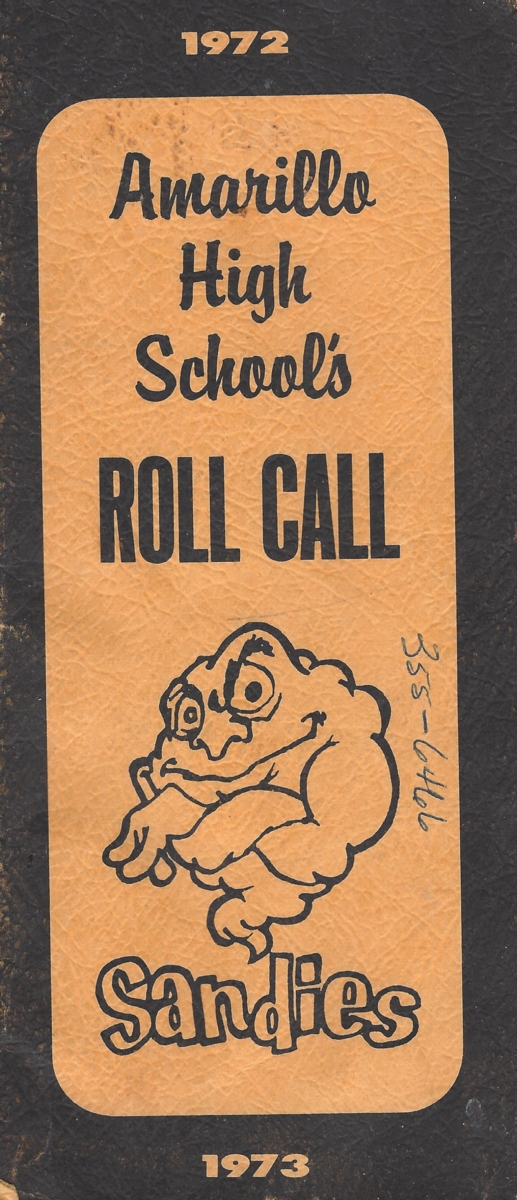 1972
Amarillo
High
School's
ROLL CALL
355-6466
Sandies
1973